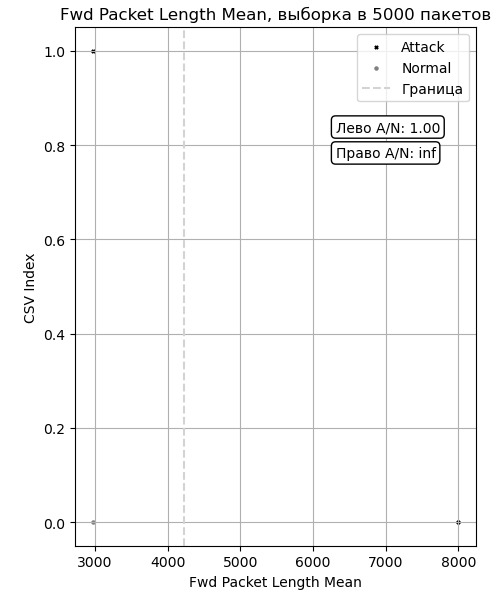 Fwd Packet Length Mean, выборка в 5000 пакетов
Attack
Normal
Граница
Лево A/N: 1.00
Право A/N: inf
CSV Index
1.0
0.8
0.6
0.4
0.2
0.0
3000 4000 5000 6000 7000 8000
Fwd Packet Length Mean